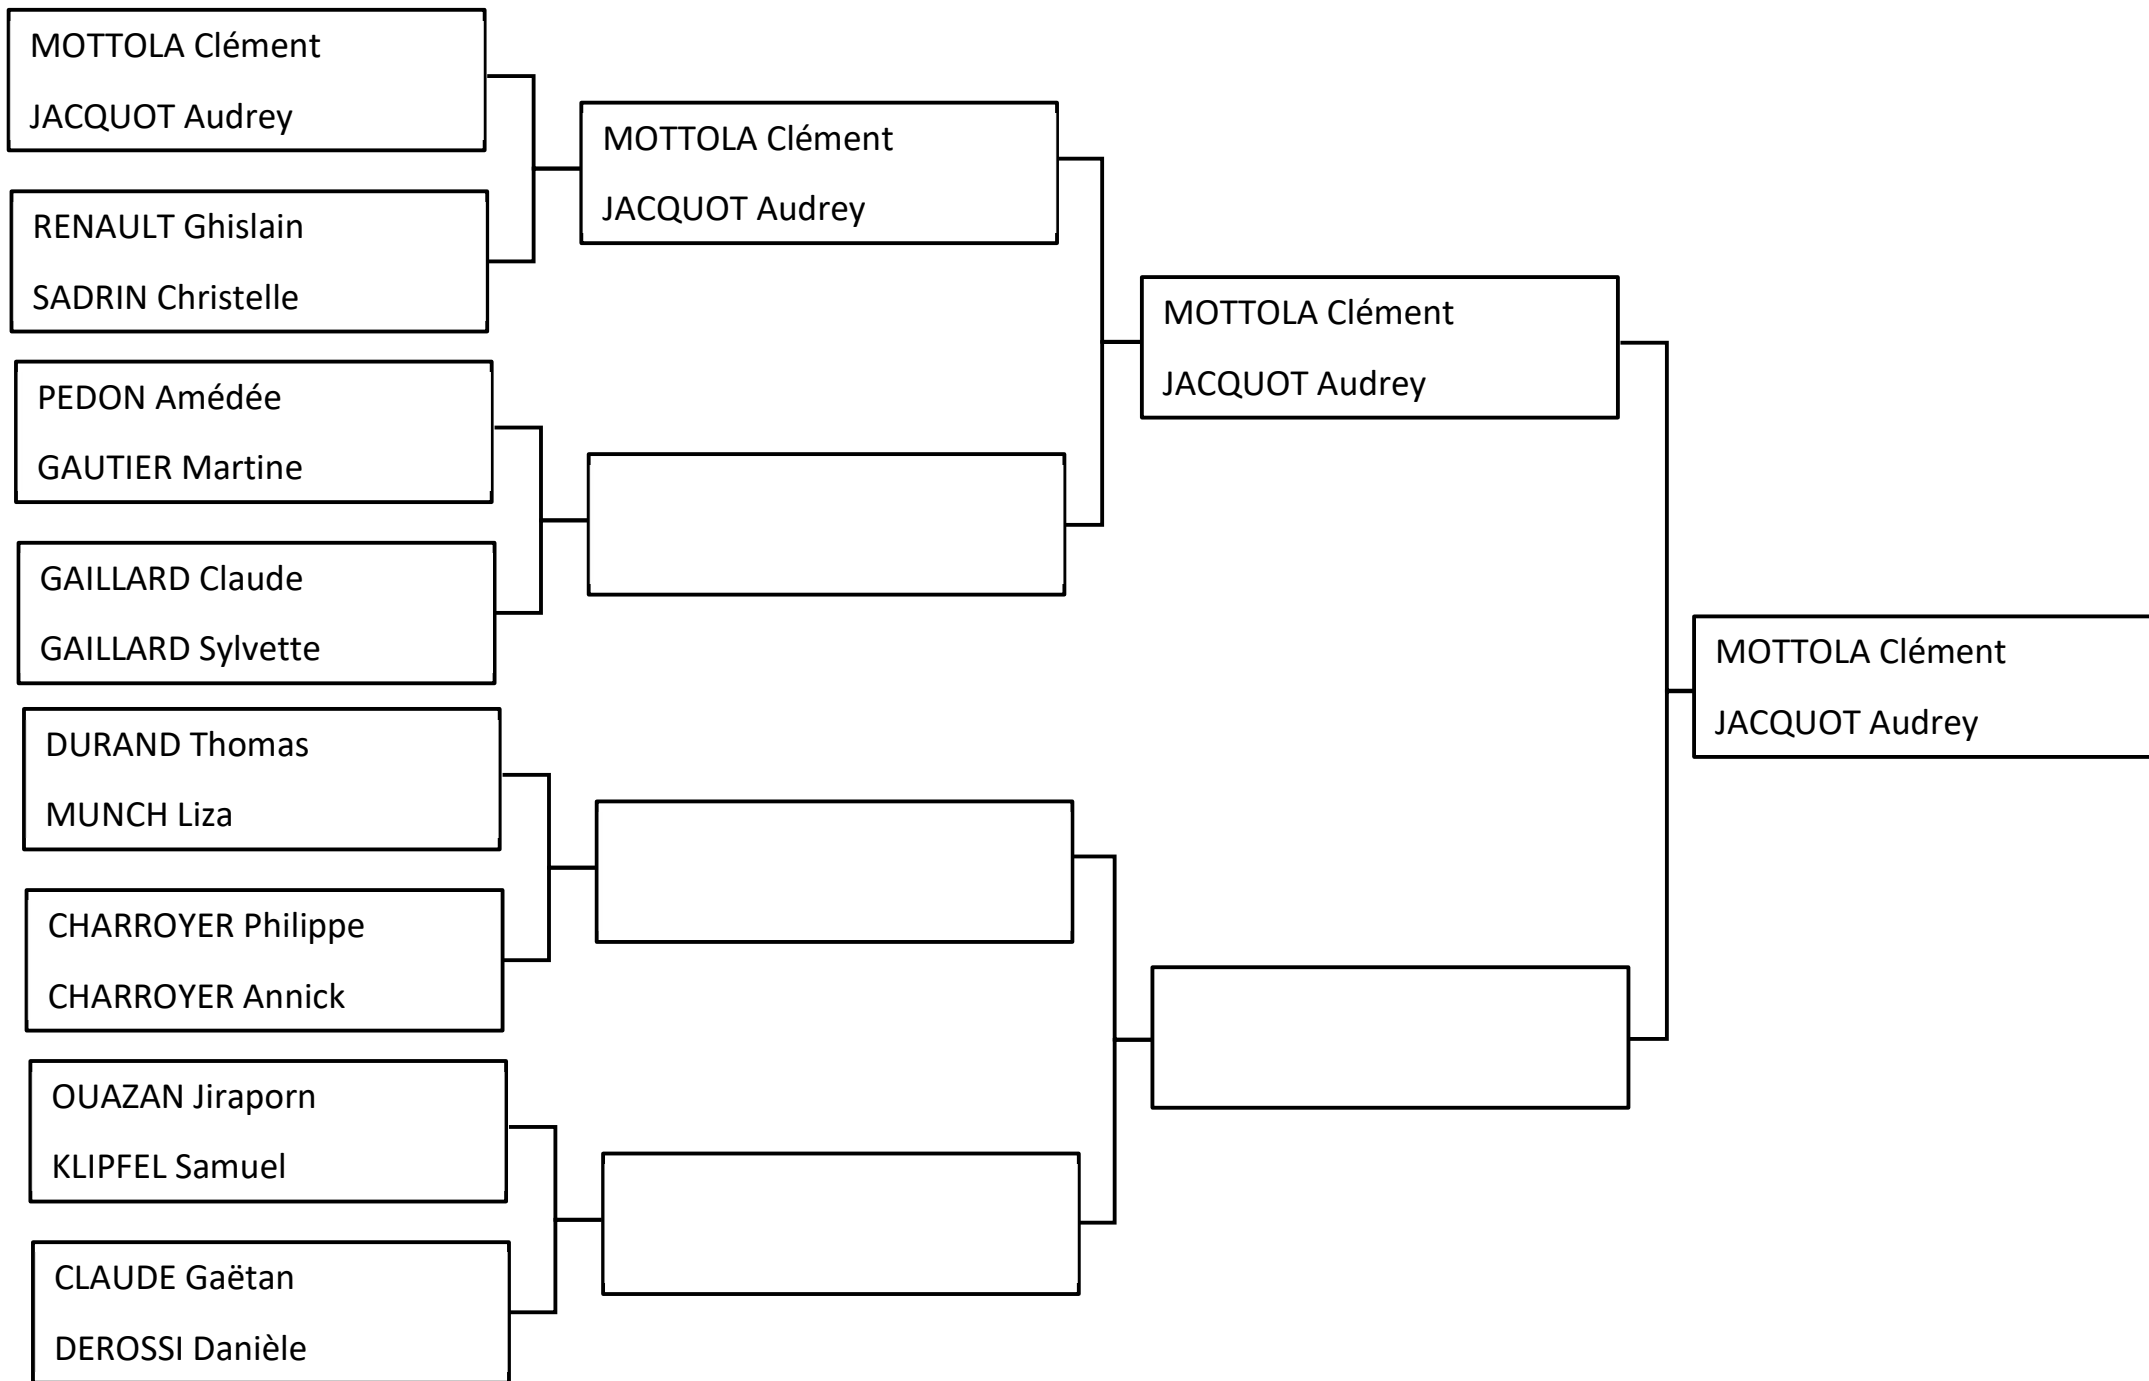 MOTTOLA Clément
JACQUOT Audrey
RENAULT Ghislain
SADRIN Christelle
PEDON Amédée
GAUTIER Martine
GAILLARD Claude
GAILLARD Sylvette
DURAND Thomas
MUNCH Liza
CHARROYER Philippe
CHARROYER Annick
OUAZAN Jiraporn
KLIPFEL Samuel
CLAUDE Gaëtan
DEROSSI Danièle
MOTTOLA Clément
JACQUOT Audrey
MOTTOLA Clément
JACQUOT Audrey
MOTTOLA Clément
JACQUOT Audrey